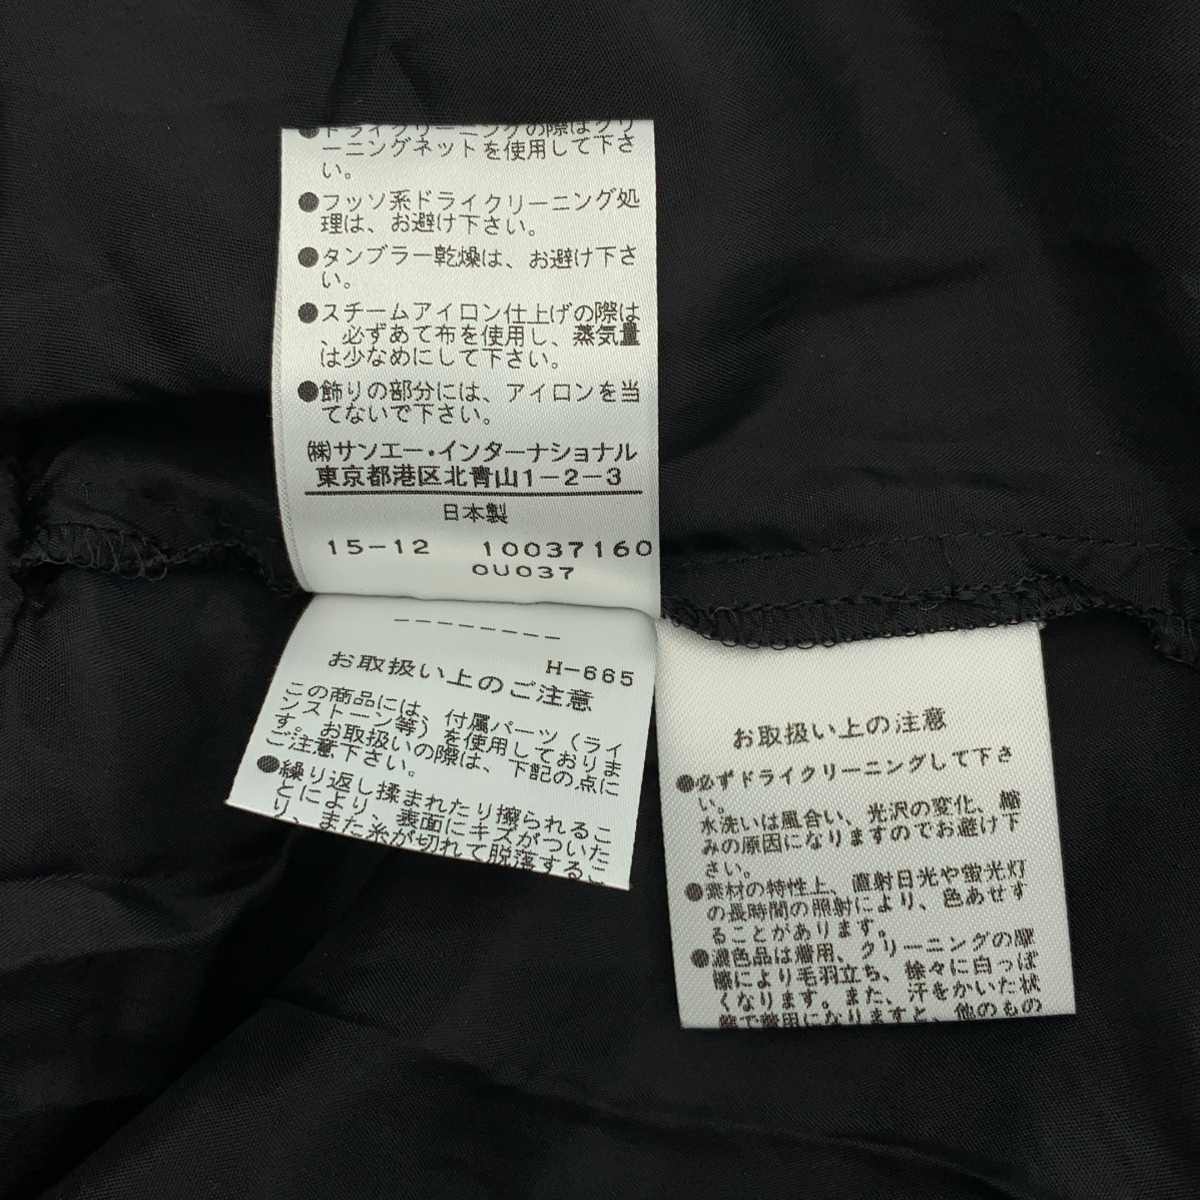 ●ドライクリーニングの際はクリ
ーニングネットを使用して下さ
い。
●フッソ系ドライクリーニング処
理は、お避け下さい。
●タンブラー乾燥は、お避け下さ
い。
●スチームアイロン仕上げの際は
、必ずあて布を使用し、蒸気量
は少なめにして下さい。
●飾りの部分には、アイロンを当
てないで下さい。
㈱サンエー・インターナショナル
東京都港区北青山1-2-3
日本製
15-12 10037160
0U037
--------
H-665
お取扱い上のご注意
この商品には、付属パーツ(ライ
ンストーン等)を使用しておりま
す。お取扱いの際は、下記の点に
ご注意下さい。
●繰り返し揉まれたり擦られるこ
とにより、表面にキズがついた
り、また糸が切れて脱落するこ
お取扱い上の注意
●必ずドライクリーニングして下さ
い。
水洗いは風合い、光沢の変化、縮
みの原因になりますのでお避け下
さい。
●素材の特性上、直射日光や蛍光灯
の長時間の照射により、色あせす
ることがあります。
●濃色品は着用、クリーニングの摩
擦により毛羽立ち、徐々に白っぽ
くなります。また、汗をかいた状
態で着用になりますと、他のもの